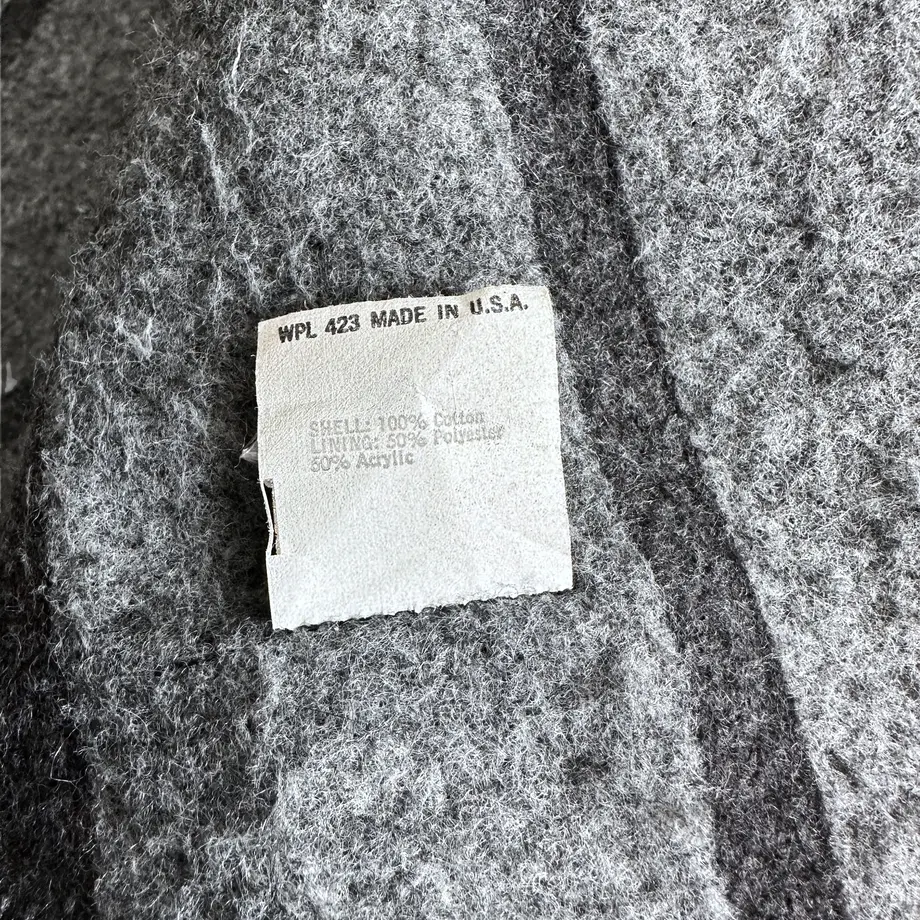 WPL 423 MADE IN U.S.A.
SHELL: 100% Cotton
LINING: 50% Polyester
50% Acrylic